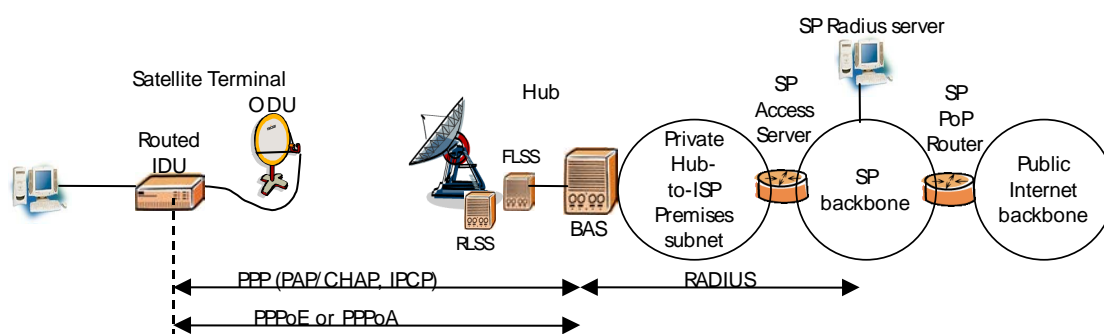 SP Radius server
Satellite Terminal
ODU
Hub
SP
Access
Server
SP
PoP
Router
Routed
IDU
FLSS
RLSS
BAS
Private
Hub-
to-ISP
Premises
subnet
SP
backbone
Public
Internet
backbone
PPP (PAP/CHAP, IPCP)
RADIUS
PPPoE or PPPoA